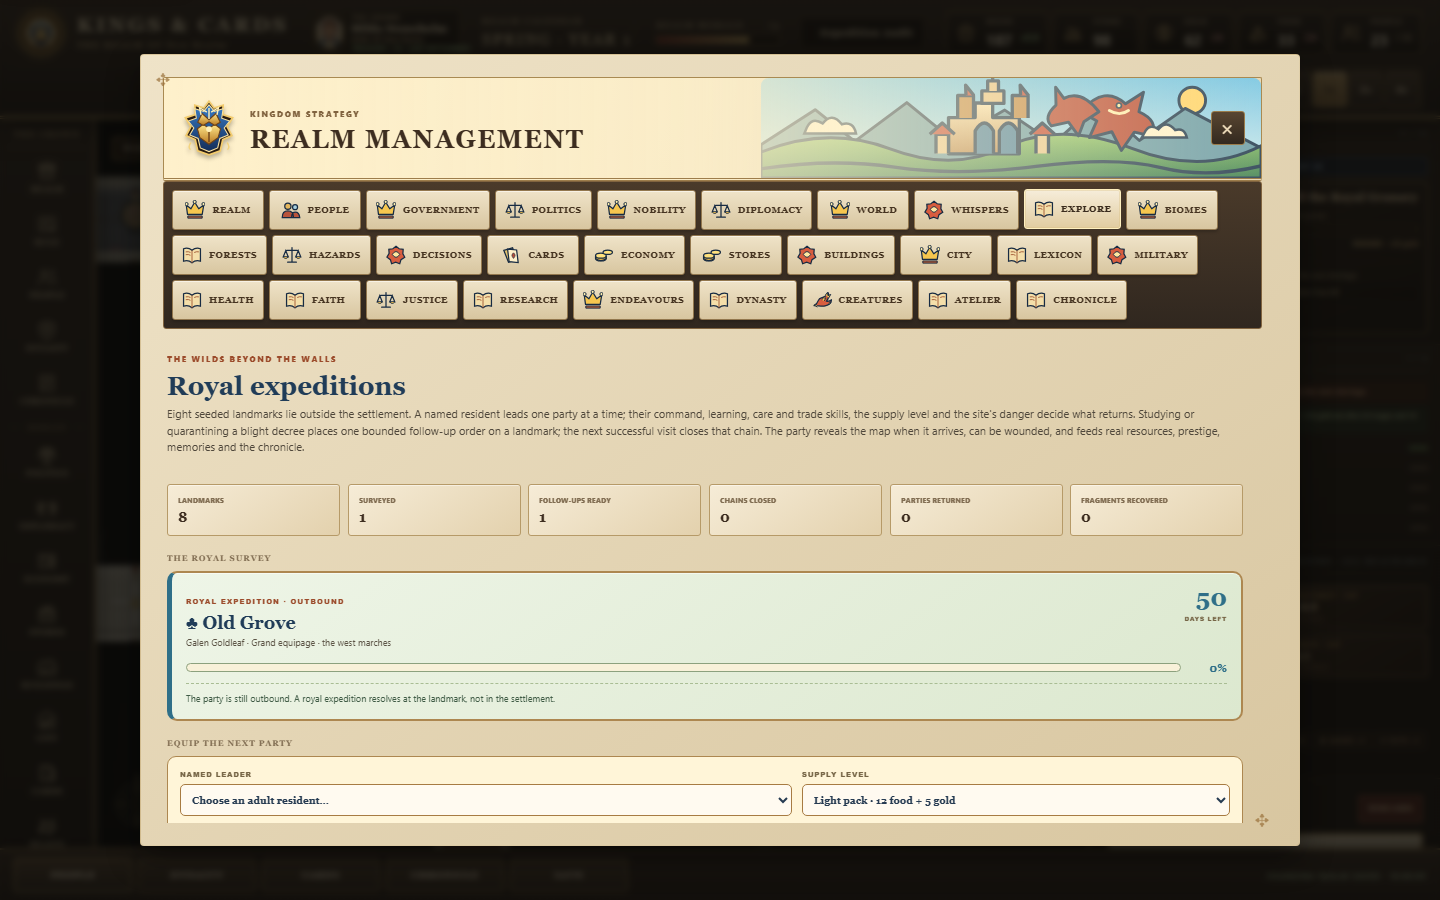 KINGDOM STRATEGY
REALM MANAGEMENT
REALM
PEOPLE
GOVERNMENT
POLITICS
NOBILITY
DIPLOMACY
WORLD
WHISPERS
EXPLORE
BIOMES
FORESTS
HAZARDS
DECISIONS
CARDS
ECONOMY
STORES
BUILDINGS
CITY
LEXICON
MILITARY
HEALTH
FAITH
JUSTICE
RESEARCH
ENDEAVOURS
DYNASTY
CREATURES
ATELIER
CHRONICLE
THE WILDS BEYOND THE WALLS
Royal expeditions
Eight seeded landmarks lie outside the settlement. A named resident leads one party at a time; their command, learning, care and trade skills, the supply level and the site's danger decide what returns. Studying or
quarantining a blight decree places one bounded follow-up order on a landmark; the next successful visit closes that chain. The party reveals the map when it arrives, can be wounded, and feeds real resources, prestige,
memories and the chronicle.
LANDMARKS
8
SURVEYED
1
FOLLOW-UPS READY
1
CHAINS CLOSED
0
PARTIES RETURNED
0
FRAGMENTS RECOVERED
0
THE ROYAL SURVEY
ROYAL EXPEDITION · OUTBOUND
♣ Old Grove
Galen Goldleaf · Grand equipage · the west marches
50
DAYS LEFT
0%
The party is still outbound. A royal expedition resolves at the landmark, not in the settlement.
EQUIP THE NEXT PARTY
NAMED LEADER
Choose an adult resident...
SUPPLY LEVEL
Light pack · 12 food + 5 gold
KINGS & CARDS
SPRING · YEAR 1